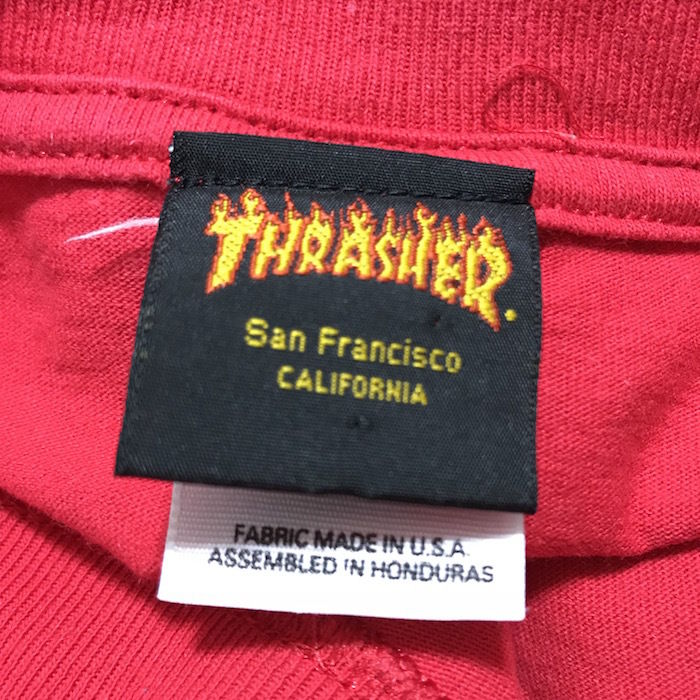 THRASHER.
San Francisco
CALIFORNIA
FABRIC MADE IN U.S.A.
ASSEMBLED IN HONDURAS